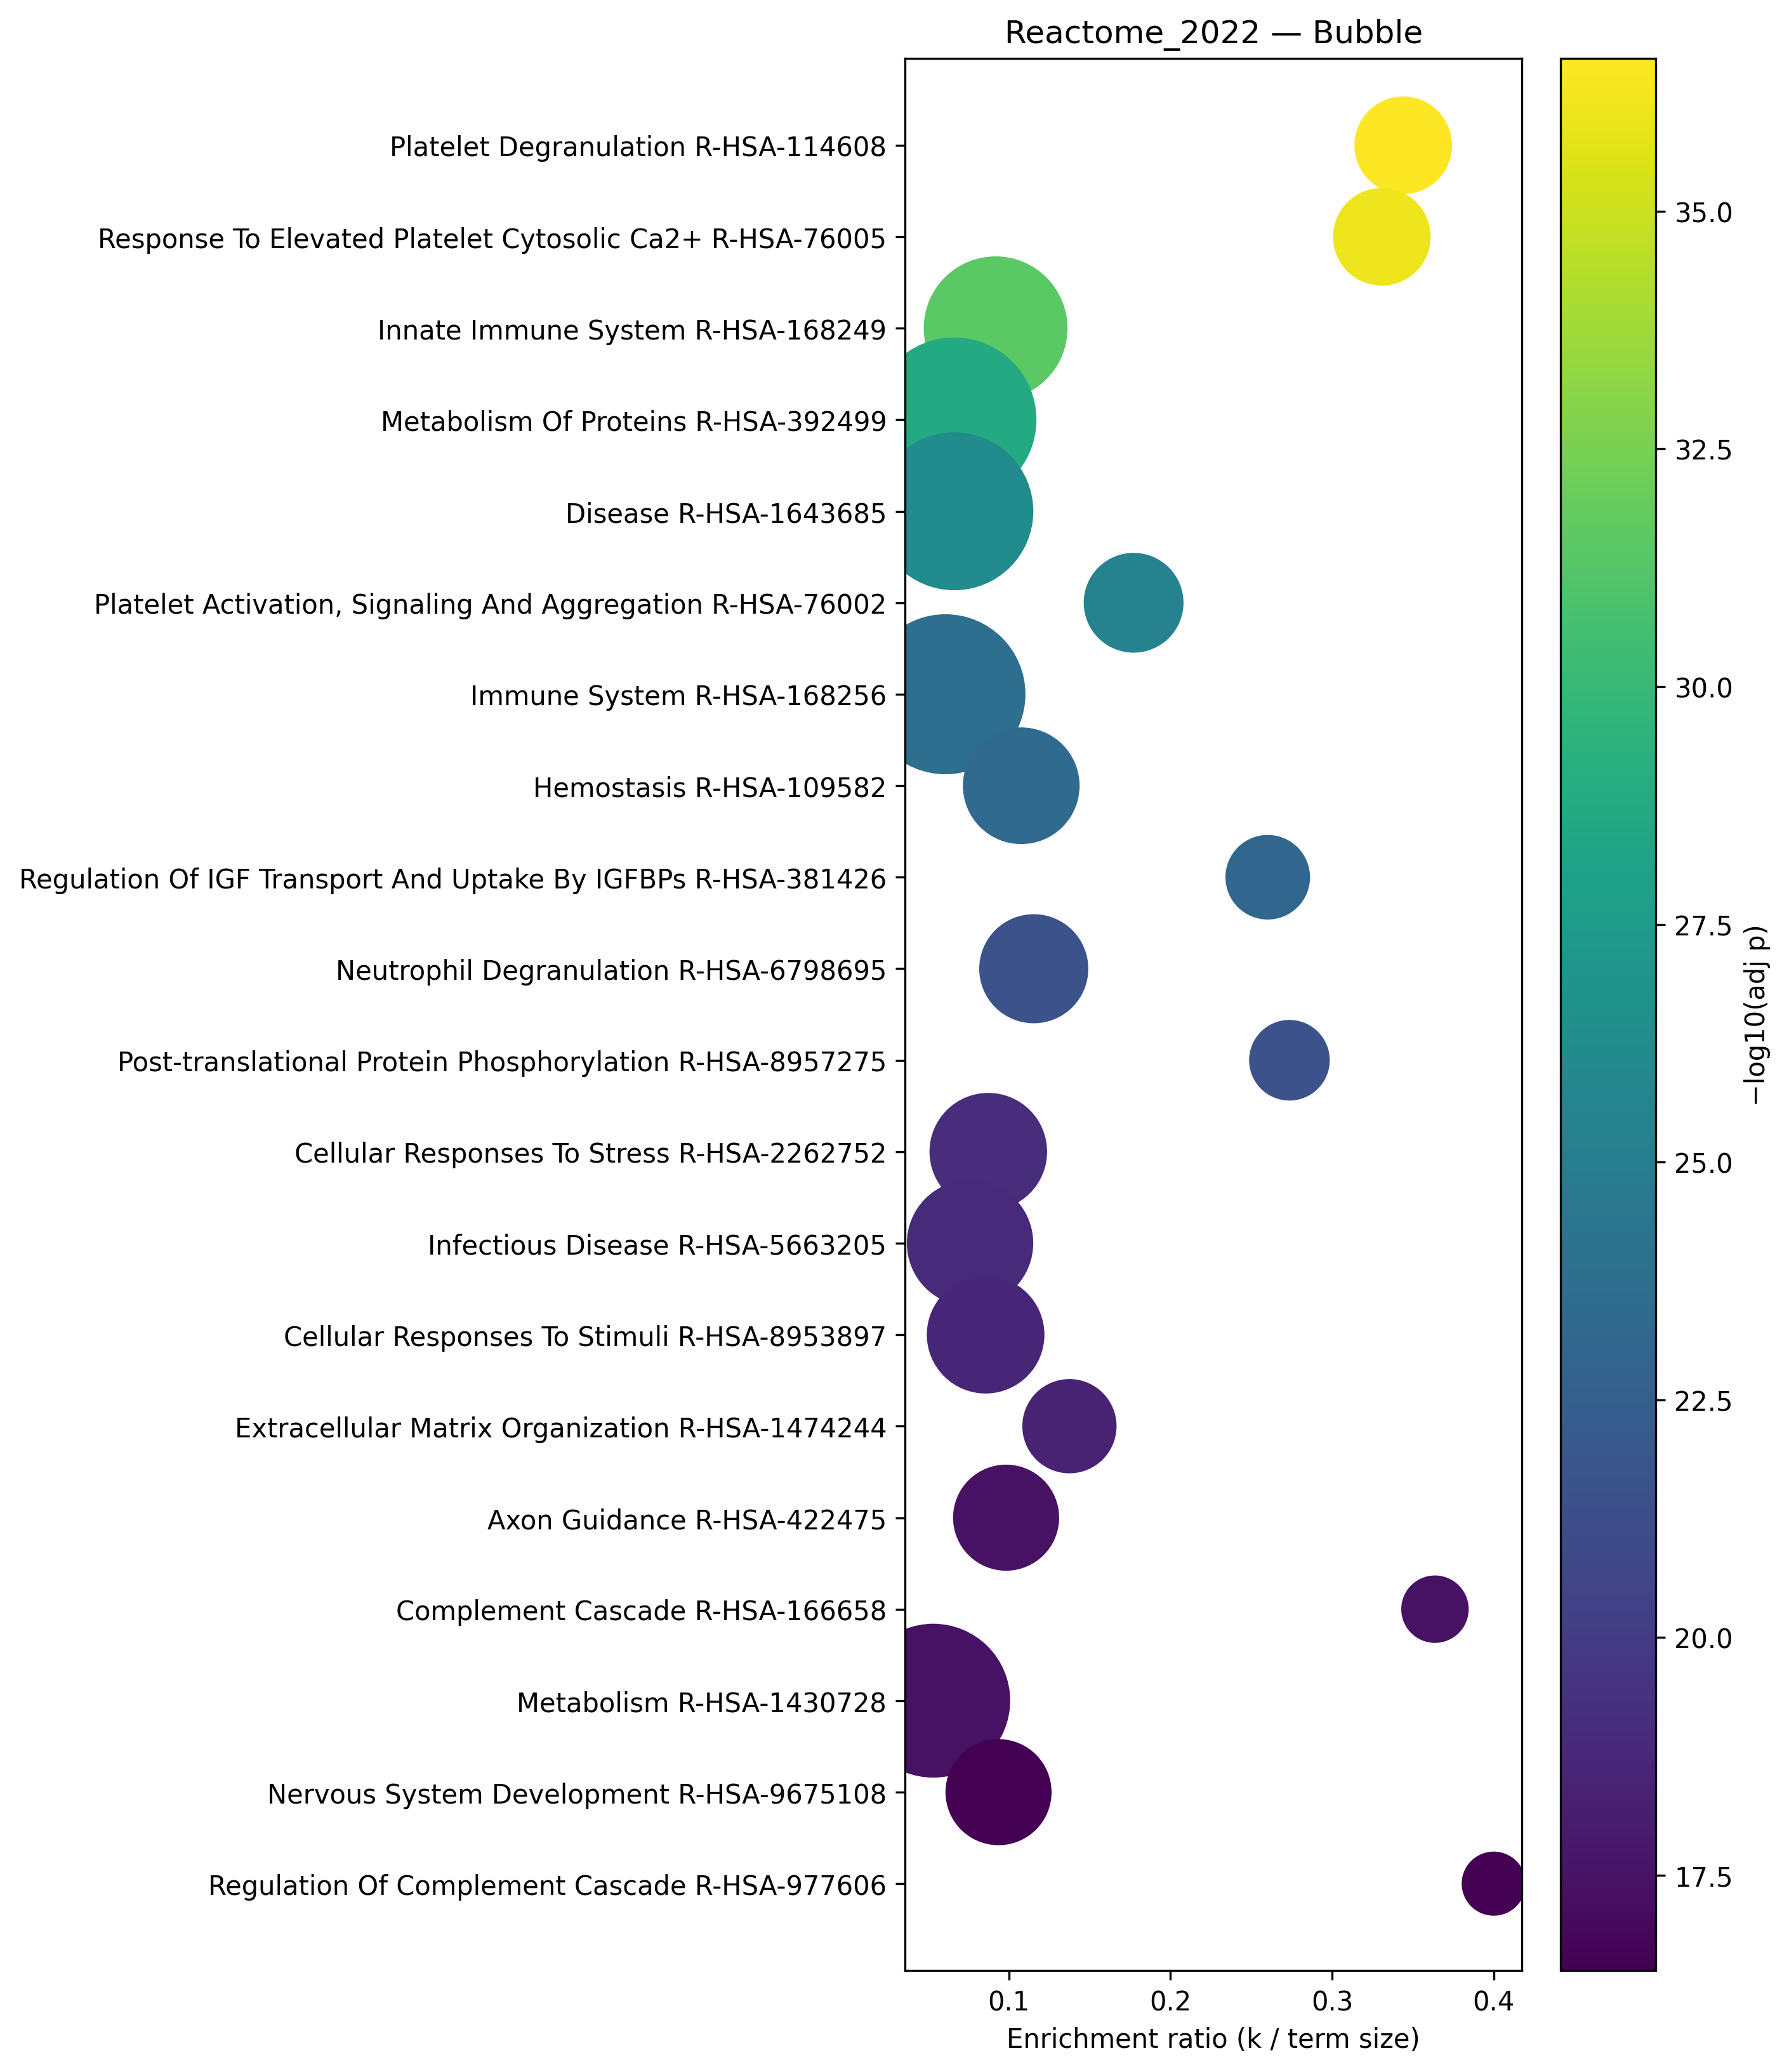 Reactome_2022 — Bubble
Platelet Degranulation R-HSA-114608
Response To Elevated Platelet Cytosolic Ca2+ R-HSA-76005
Innate Immune System R-HSA-168249
Metabolism Of Proteins R-HSA-392499
Disease R-HSA-1643685
Platelet Activation, Signaling And Aggregation R-HSA-76002
Immune System R-HSA-168256
Hemostasis R-HSA-109582
Regulation Of IGF Transport And Uptake By IGFBPs R-HSA-381426
Neutrophil Degranulation R-HSA-6798695
Post-translational Protein Phosphorylation R-HSA-8957275
Cellular Responses To Stress R-HSA-2262752
Infectious Disease R-HSA-5663205
Cellular Responses To Stimuli R-HSA-8953897
Extracellular Matrix Organization R-HSA-1474244
Axon Guidance R-HSA-422475
Complement Cascade R-HSA-166658
Metabolism R-HSA-1430728
Nervous System Development R-HSA-9675108
Regulation Of Complement Cascade R-HSA-977606
0.1 0.2 0.3 0.4
Enrichment ratio (k / term size)
35.0
32.5
30.0
27.5
25.0
22.5
20.0
17.5
−log10(adj p)